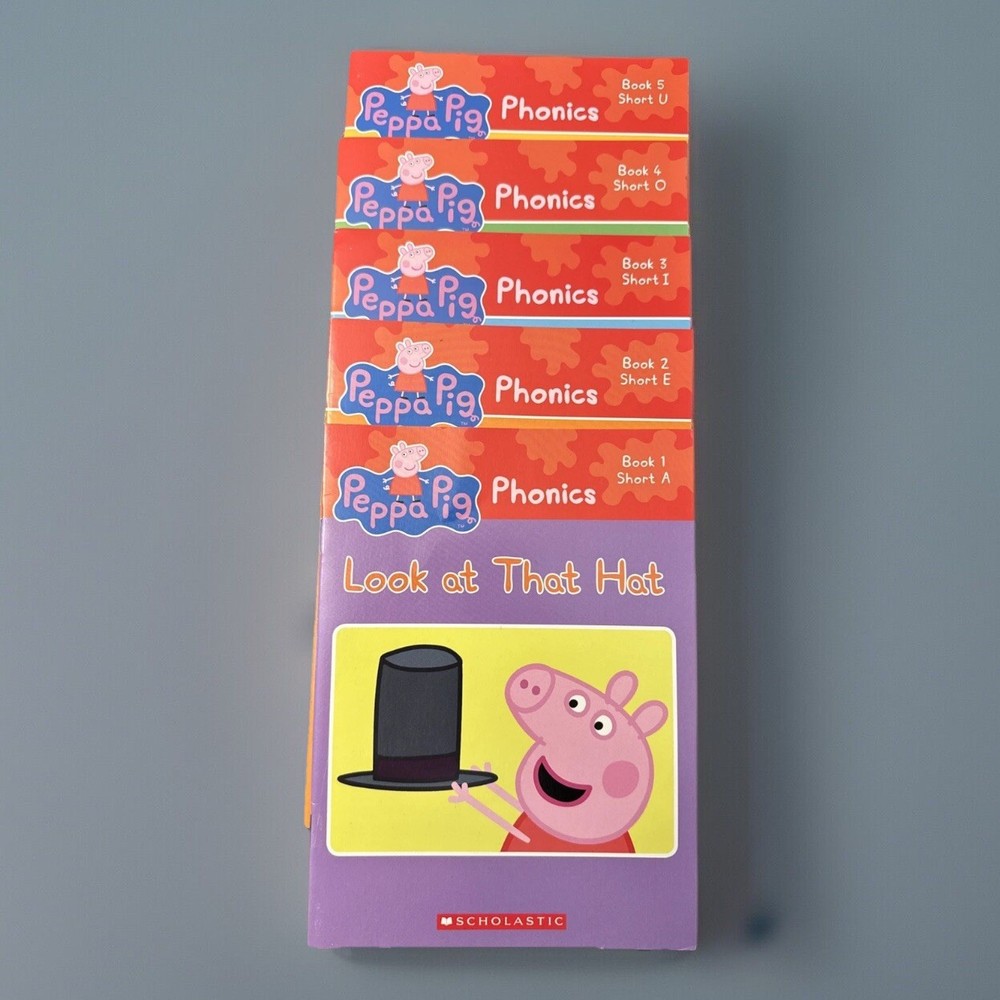 Peppa Pig
Phonics
Book 5
Short U
Peppa Pig
Phonics
Book 4
Short O
Peppa Pig
Phonics
Book 3
Short I
Peppa Pig
Phonics
Book 2
Short E
Peppa Pig™
Phonics
Book 1
Short A
Look at That Hat
SCHOLASTIC